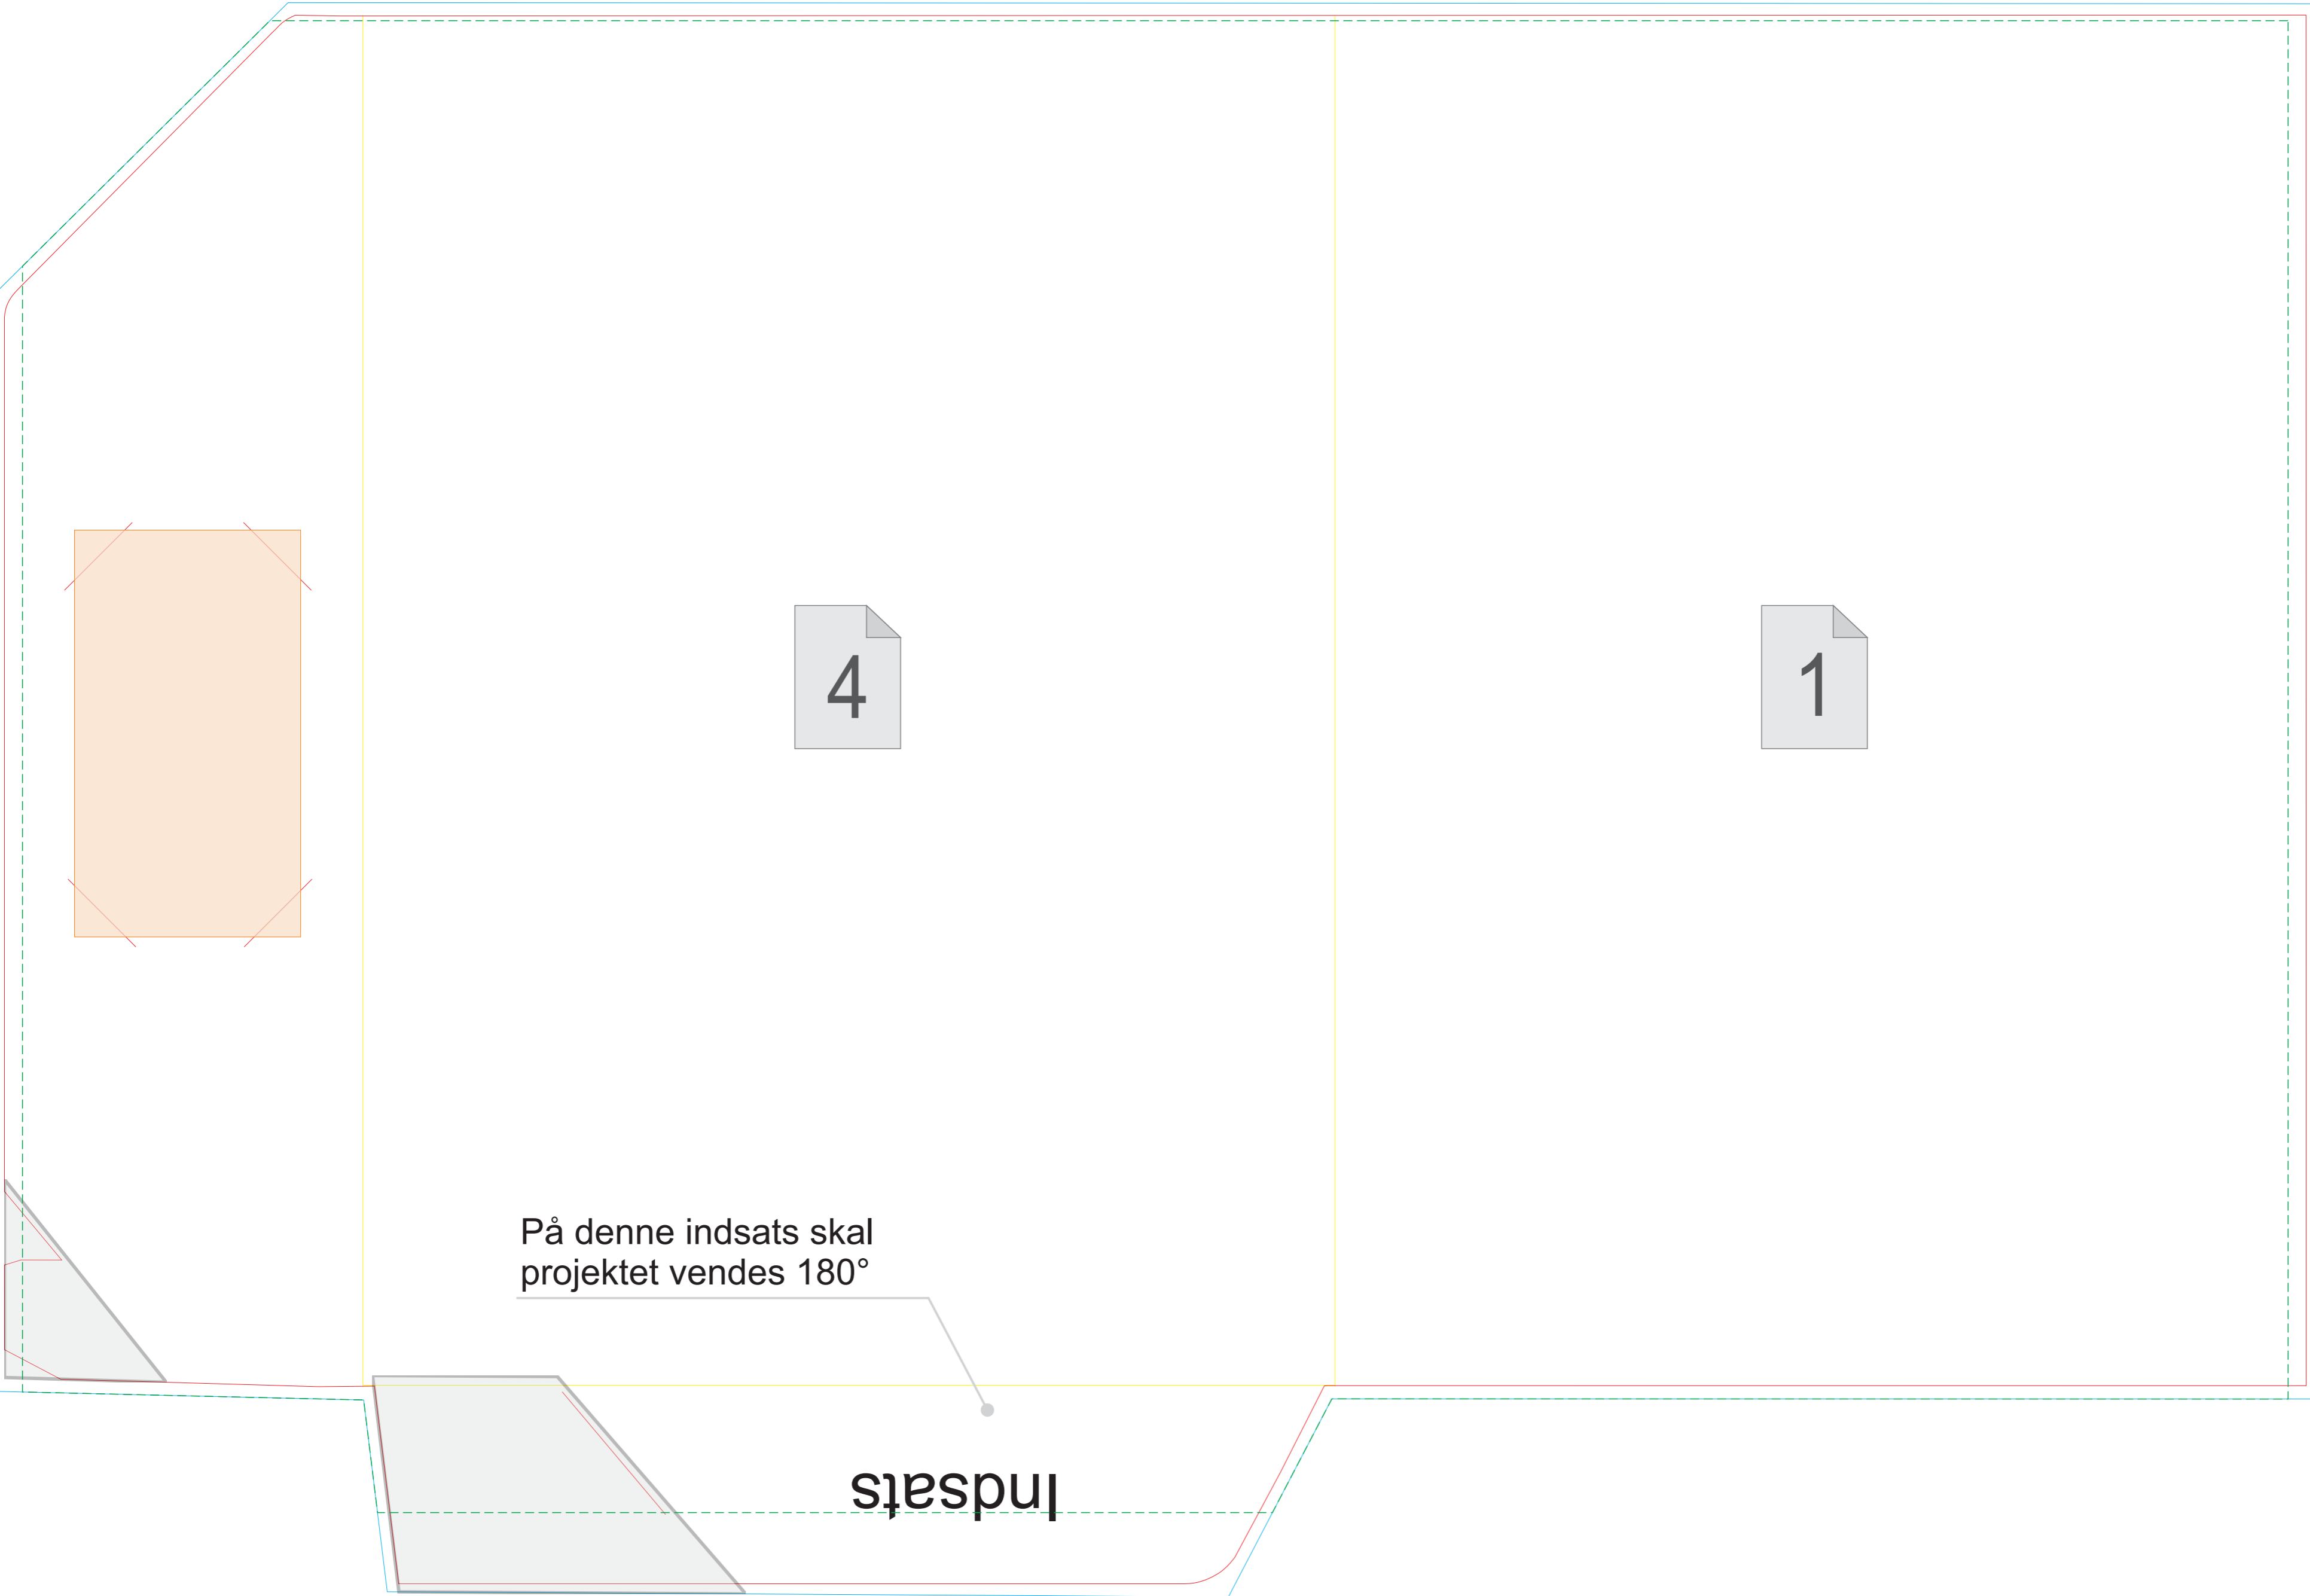 4
1
På denne indsats skal
projektet vendes 180°
Indsats